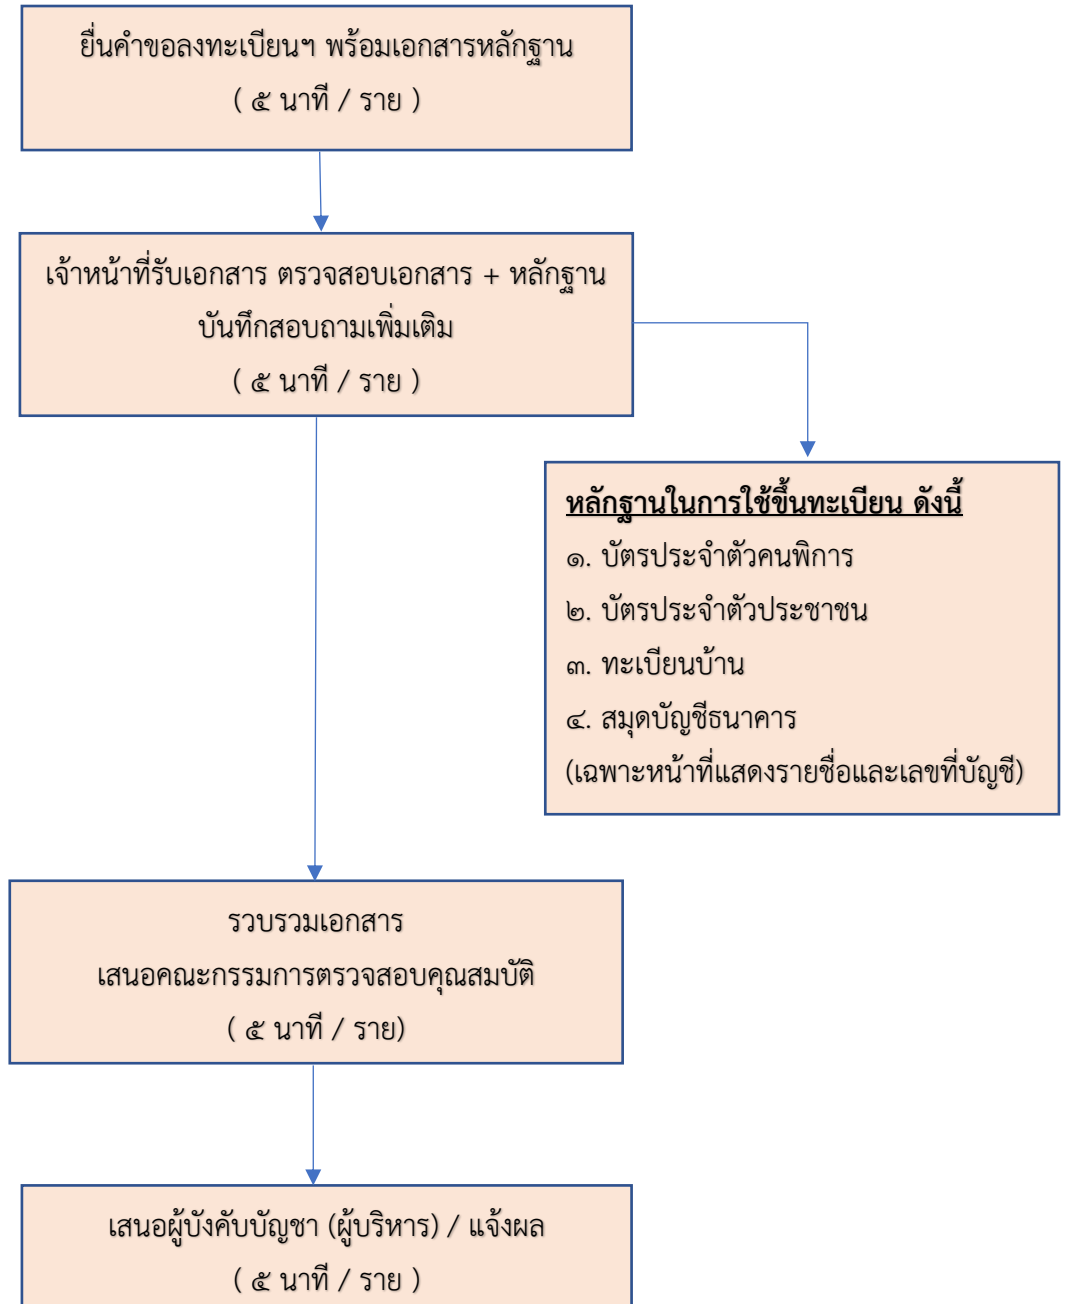 ยื่นคำขอลงทะเบียนฯ พร้อมเอกสารหลักฐาน
( ๕ นาที / ราย )
เจ้าหน้าที่รับเอกสาร ตรวจสอบเอกสาร + หลักฐาน
บันทึกสอบถามเพิ่มเติม
( ๕ นาที / ราย )
หลักฐานในการใช้ขึ้นทะเบียน ดังนี้
๑. บัตรประจำตัวคนพิการ
๒. บัตรประจำตัวประชาชน
๓. ทะเบียนบ้าน
๔. สมุดบัญชีธนาคาร
(เฉพาะหน้าที่แสดงรายชื่อและเลขที่บัญชี)
รวบรวมเอกสาร
เสนอคณะกรรมการตรวจสอบคุณสมบัติ
( ๕ นาที / ราย)
เสนอผู้บังคับบัญชา (ผู้บริหาร) / แจ้งผล
( ๕ นาที / ราย )